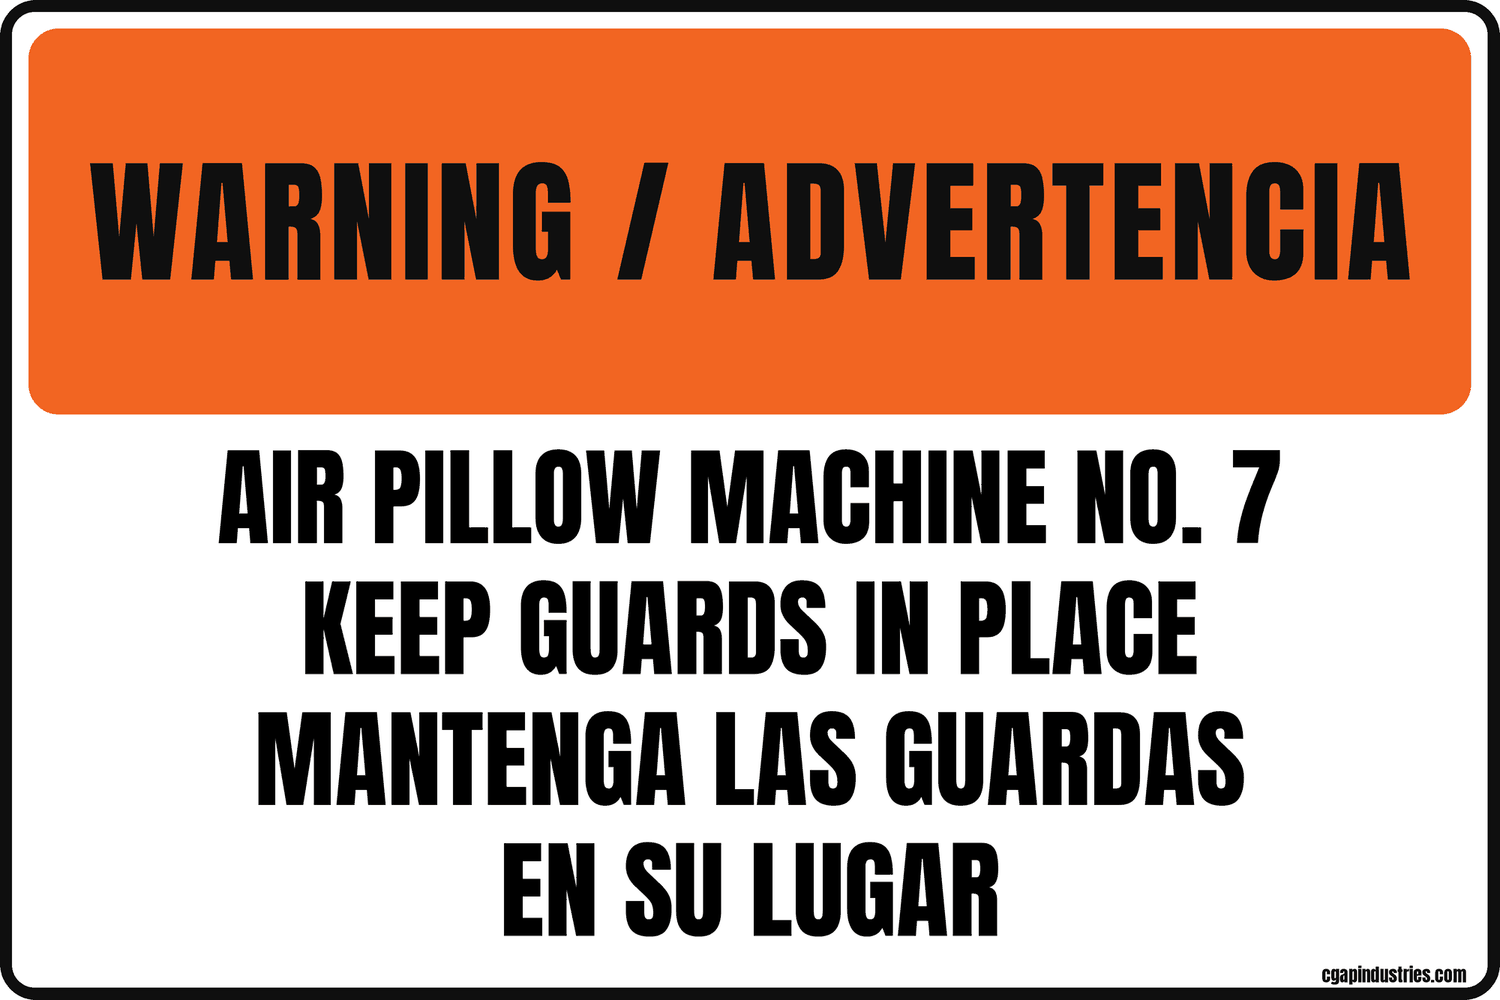 WARNING / ADVERTENCIA
AIR PILLOW MACHINE NO. 7
KEEP GUARDS IN PLACE
MANTENGA LAS GUARDAS
EN SU LUGAR
cgapindustries.com